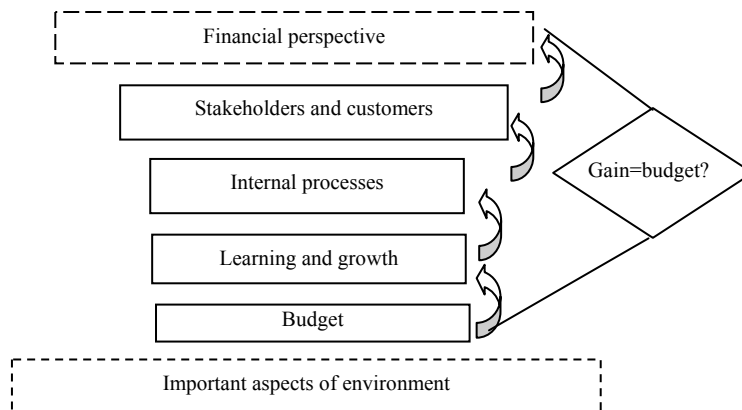 Financial perspective
Stakeholders and customers
Gain=budget?
Internal processes
Learning and growth
Budget
Important aspects of environment